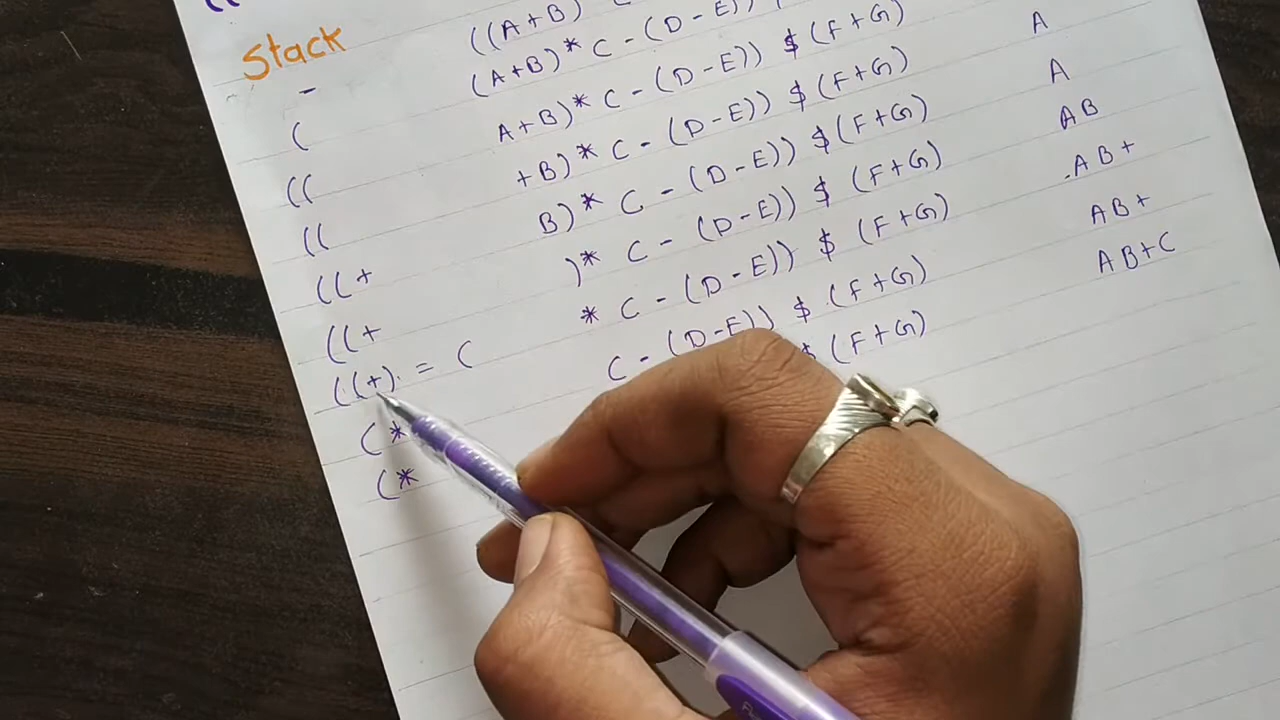 Stack ((A+B)
- (A+B)*C-(D-E)) $(F+G) A
( A+B)*C-(D-E)) $(F+G) A
(( +B)*C-(D-E)) $(F+G) AB
(( B)*C-(D-E)) $(F+G) AB+
((+ )*C-(D-E)) $(F+G) AB+
((+ *C-(D-E)) $(F+G) AB+C
((+) = ( C-(D-E)) $(F+G)
(* $(F+G)
(*